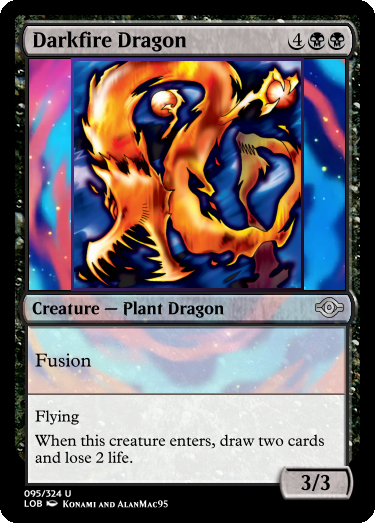 Darkfire Dragon 4
Creature — Plant Dragon
Fusion
Flying
When this creature enters, draw two cards
and lose 2 life.
3/3
095/324 U
LOB Konami and AlanMac95